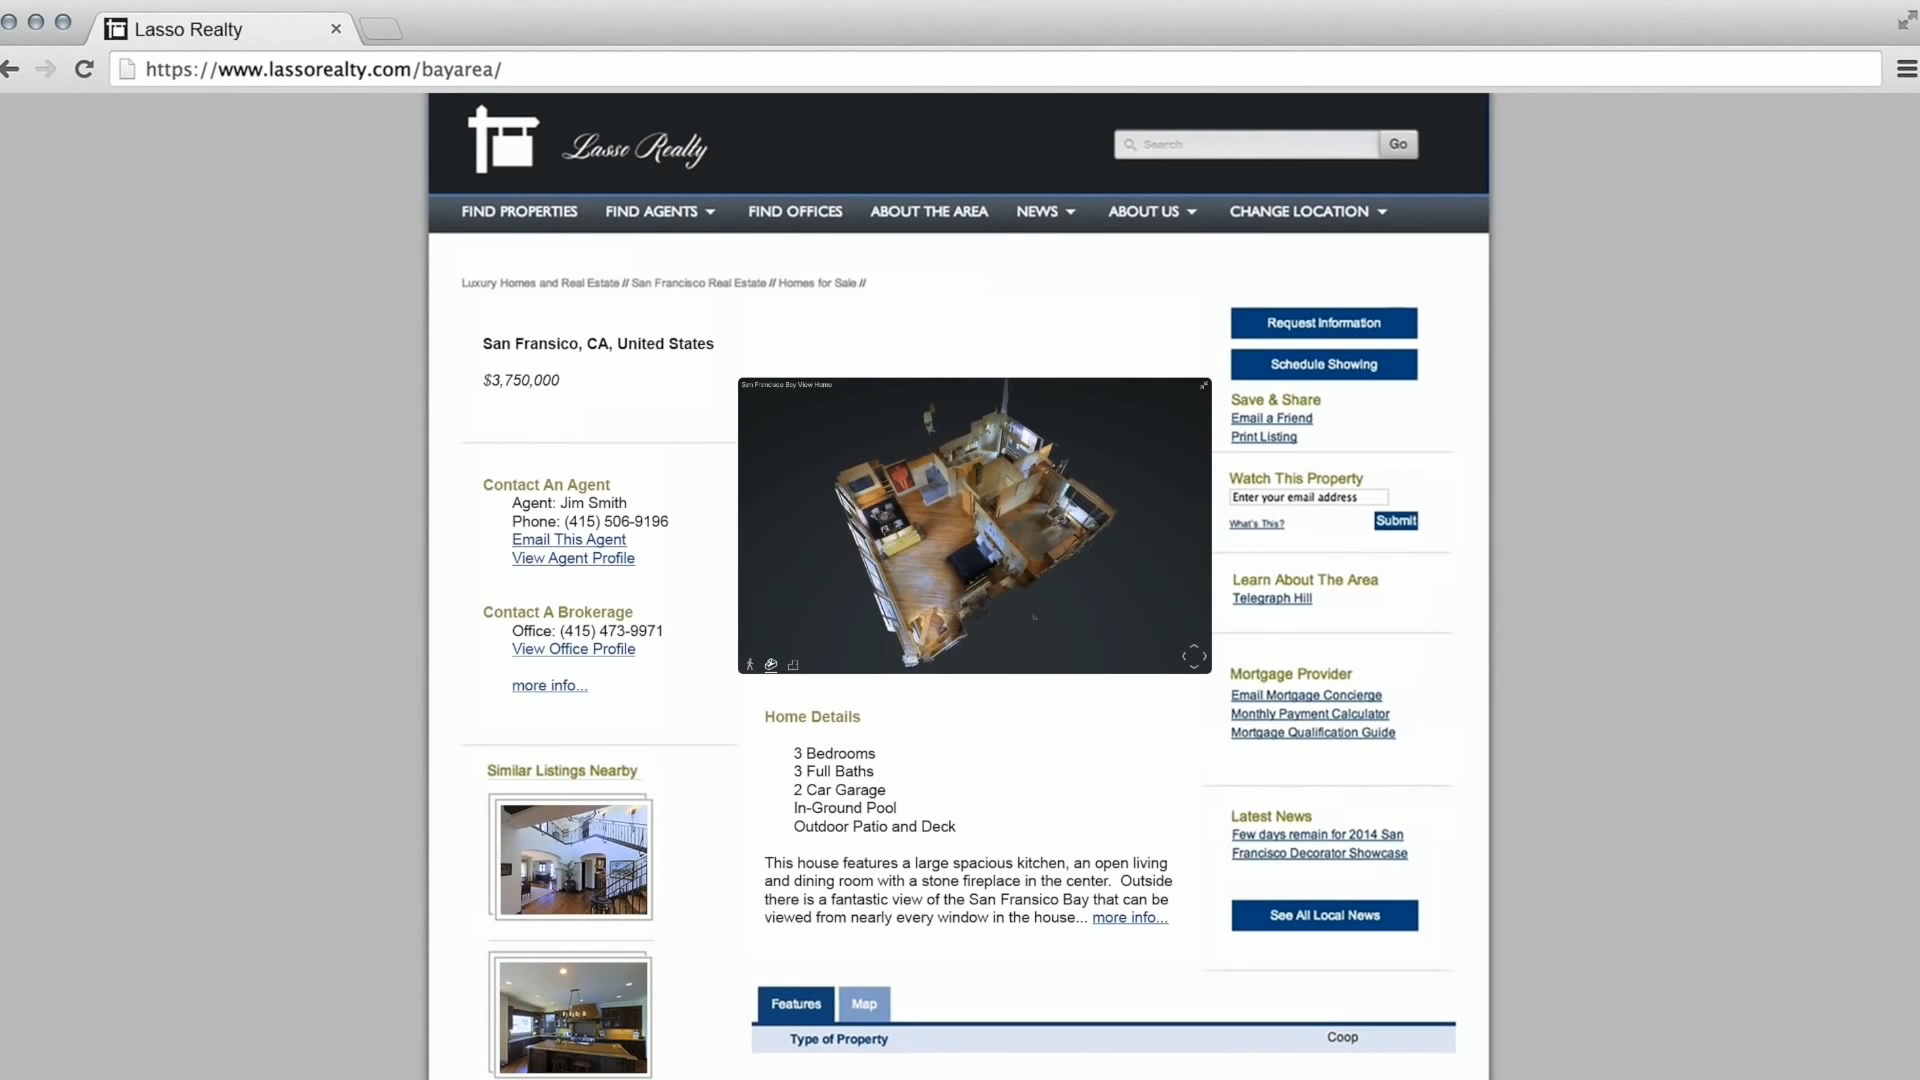 Lasso Realty
https://www.lassorealty.com/bayarea/
Lasso Realty
Search
Go
FIND PROPERTIES
FIND AGENTS
FIND OFFICES
ABOUT THE AREA
NEWS
ABOUT US
CHANGE LOCATION
Luxury Homes and Real Estate // San Francisco Real Estate // Homes for Sale //
San Fransico, CA, United States
$3,750,000
Contact An Agent
Agent: Jim Smith
Phone: (415) 506-9196
Email This Agent
View Agent Profile
Contact A Brokerage
Office: (415) 473-9971
View Office Profile
more info...
Similar Listings Nearby
San Francisco Bay View Home
Home Details
3 Bedrooms
3 Full Baths
2 Car Garage
In-Ground Pool
Outdoor Patio and Deck
This house features a large spacious kitchen, an open living
and dining room with a stone fireplace in the center. Outside
there is a fantastic view of the San Fransico Bay that can be
viewed from nearly every window in the house... more info...
Features
Map
Type of Property
Coop
Request Information
Schedule Showing
Save & Share
Email a Friend
Print Listing
Watch This Property
Enter your email address
What's This?
Submit
Learn About The Area
Telegraph Hill
Mortgage Provider
Email Mortgage Concierge
Monthly Payment Calculator
Mortgage Qualification Guide
Latest News
Few days remain for 2014 San
Francisco Decorator Showcase
See All Local News